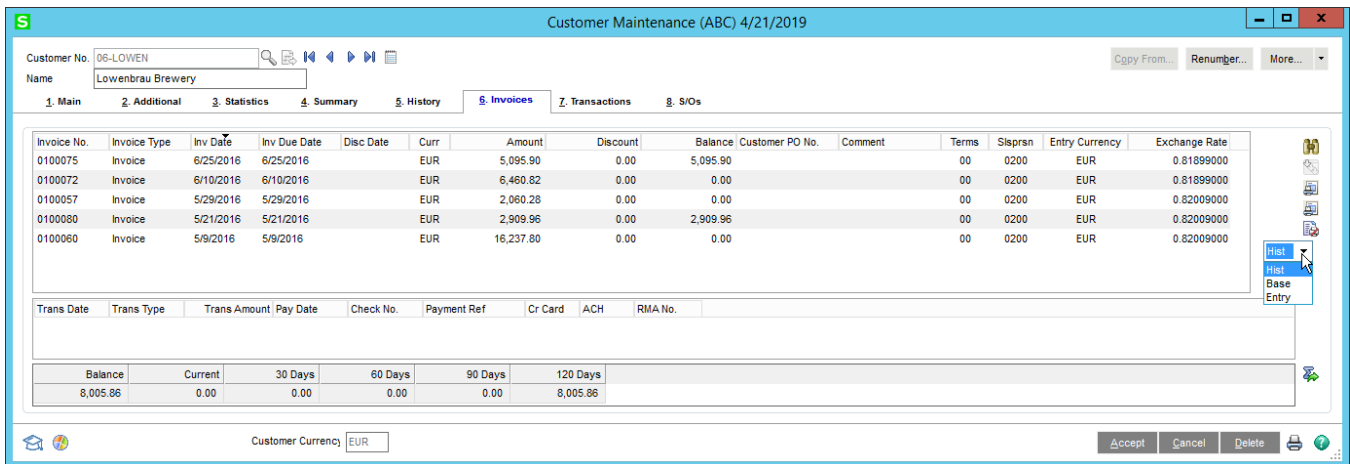 S Customer Maintenance (ABC) 4/21/2019 x
Customer No. 06-LOWEN Copy From... Renumber... More...
Name Lowenbrau Brewery
1. Main 2. Additional 3. Statistics 4. Summary 5. History 6. Invoices 7. Transactions 8. S/Os
Invoice No. Invoice Type Inv Date Inv Due Date Disc Date Curr Amount Discount Balance Customer PO No. Comment Terms Slsprsn Entry Currency Exchange Rate
0100075 Invoice 6/25/2016 6/25/2016 EUR 5,095.90 0.00 5,095.90 00 0200 EUR 0.81899000
0100072 Invoice 6/10/2016 6/10/2016 EUR 6,460.82 0.00 0.00 00 0200 EUR 0.81899000
0100057 Invoice 5/29/2016 5/29/2016 EUR 2,060.28 0.00 0.00 00 0200 EUR 0.82009000
0100080 Invoice 5/21/2016 5/21/2016 EUR 2,909.96 0.00 2,909.96 00 0200 EUR 0.82009000
0100060 Invoice 5/9/2016 5/9/2016 EUR 16,237.80 0.00 0.00 00 0200 EUR 0.82009000
Hist
Hist
Base
Entry
Trans Date Trans Type Trans Amount Pay Date Check No. Payment Ref Cr Card ACH RMA No.
Balance Current 30 Days 60 Days 90 Days 120 Days
8,005.86 0.00 0.00 0.00 0.00 8,005.86
Customer Currency EUR Accept Cancel Delete ?